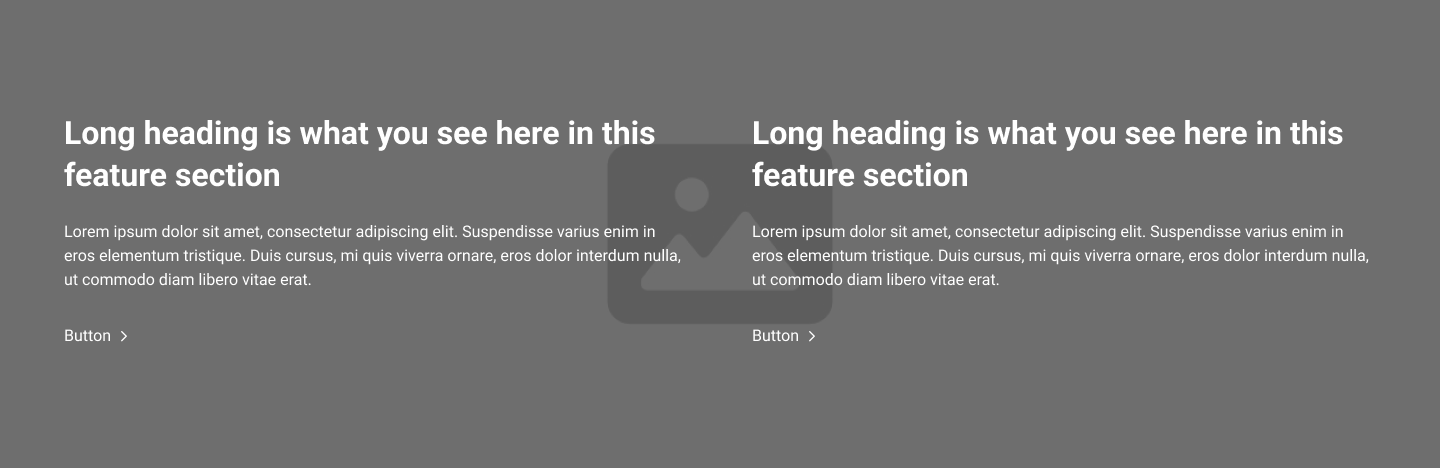 Long heading is what you see here in this
feature section
Lorem ipsum dolor sit amet, consectetur adipiscing elit. Suspendisse varius enim in
eros elementum tristique. Duis cursus, mi quis viverra ornare, eros dolor interdum nulla,
ut commodo diam libero vitae erat.
Button
Long heading is what you see here in this
feature section
Lorem ipsum dolor sit amet, consectetur adipiscing elit. Suspendisse varius enim in
eros elementum tristique. Duis cursus, mi quis viverra ornare, eros dolor interdum nulla,
ut commodo diam libero vitae erat.
Button